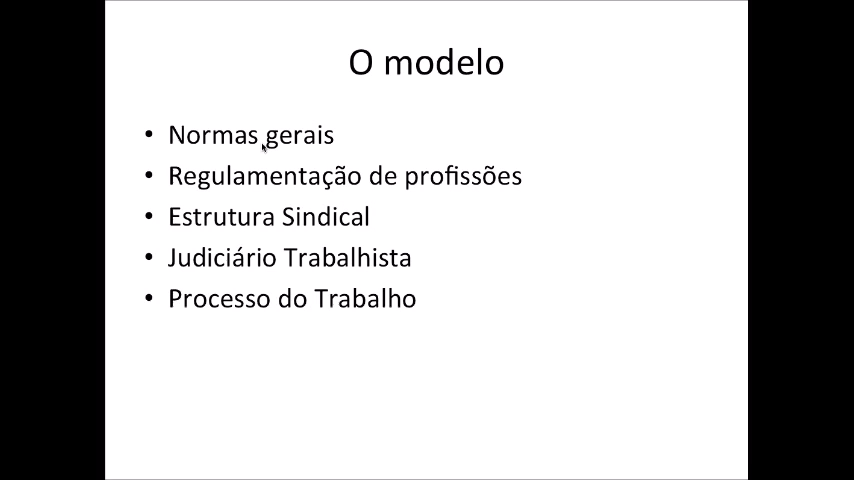 O modelo
• Normas gerais
• Regulamentação de profissões
• Estrutura Sindical
• Judiciário Trabalhista
• Processo do Trabalho